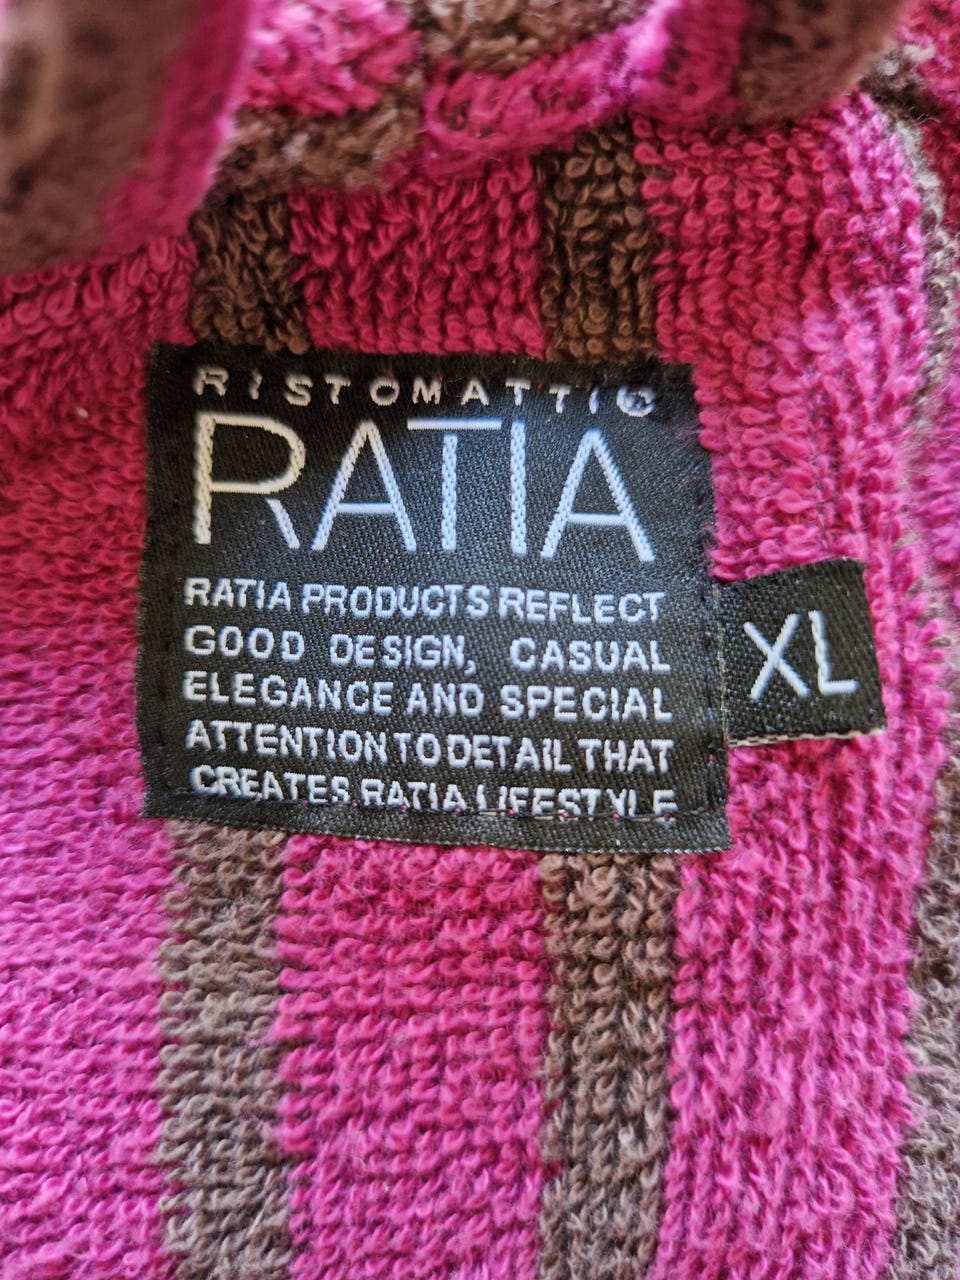 RISTOMATTI®
RATIA
RATIA PRODUCTS REFLECT
GOOD DESIGN, CASUAL
ELEGANCE AND SPECIAL
ATTENTION TO DETAIL THAT
CREATES RATIA LIFESTYLE
XL